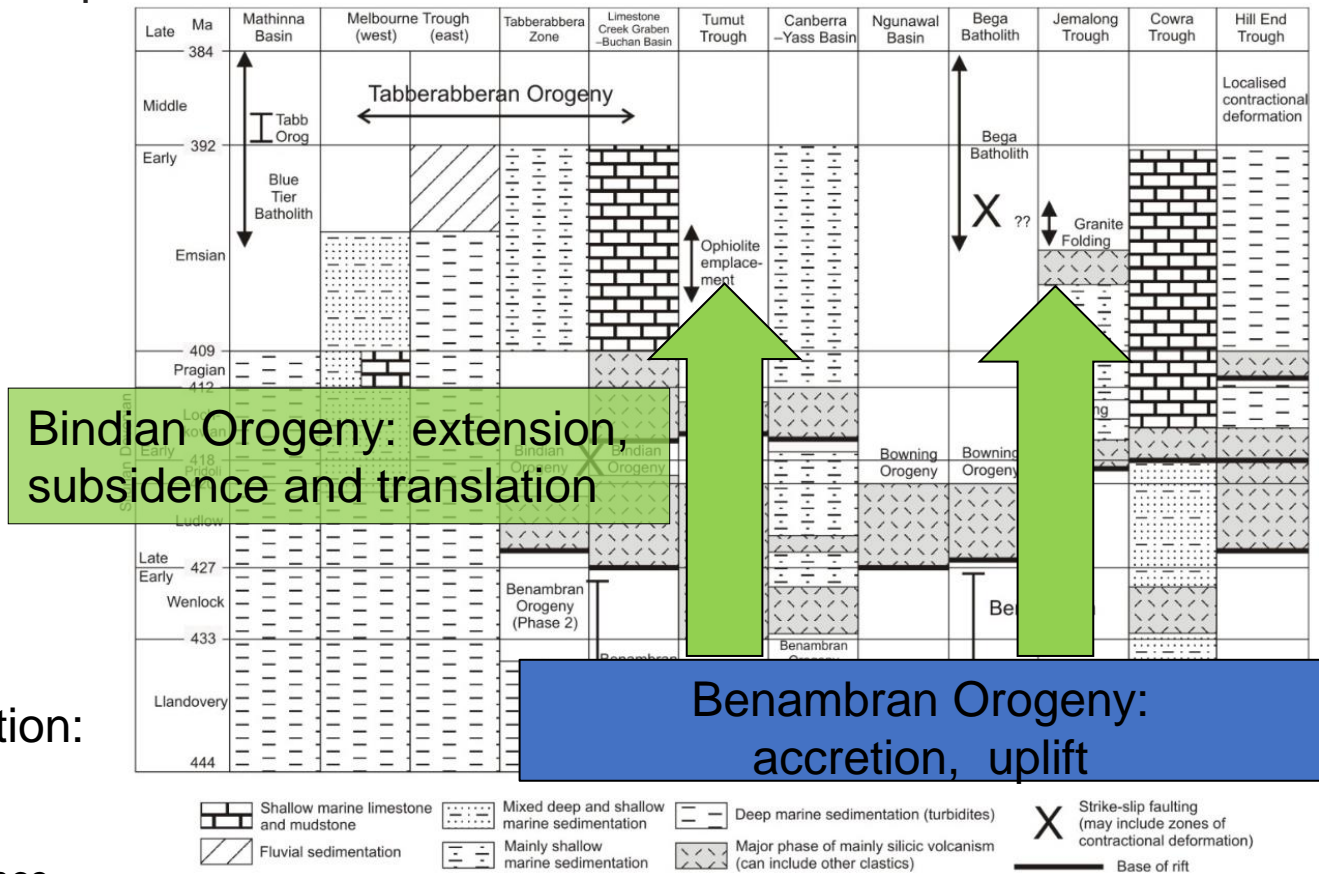 Late Ma
Mathinna
Basin
Melbourne Trough
(west) (east)
Tabberabbera
Zone
Limestone
Creek Graben
–Buchan Basin
Tumut
Trough
Canberra
–Yass Basin
Ngunawal
Basin
Bega
Batholith
Jemalong
Trough
Cowra
Trough
Hill End
Trough
384
Middle
Tabberabberan Orogeny
Localised
contractional
deformation
Tabb
Orog
Bega
Batholith
392
Early
Blue
Tier
Batholith
X ??
Granite
Folding
Emsian
Ophiolite
emplace-
ment
409
Pragian
412
Bindian Orogeny: extension,
subsidence and translation
Early
418
Pridoli
Bindian
Orogeny
X
Bindian
Orogeny
Bowning
Orogeny
Bowning
Orogeny
Ludlow
Late
427
Early
Wenlock
Benambran
Orogeny
(Phase 2)
433
Benambran
Benambran
Llandovery
444
Benambran Orogeny:
accretion, uplift
tion:
Shallow marine limestone
and mudstone
Fluvial sedimentation
Mixed deep and shallow
marine sedimentation
Mainly shallow
marine sedimentation
Deep marine sedimentation (turbidites)
Major phase of mainly silicic volcanism
(can include other clastics)
X
Strike-slip faulting
(may include zones of
contractional deformation)
Base of rift